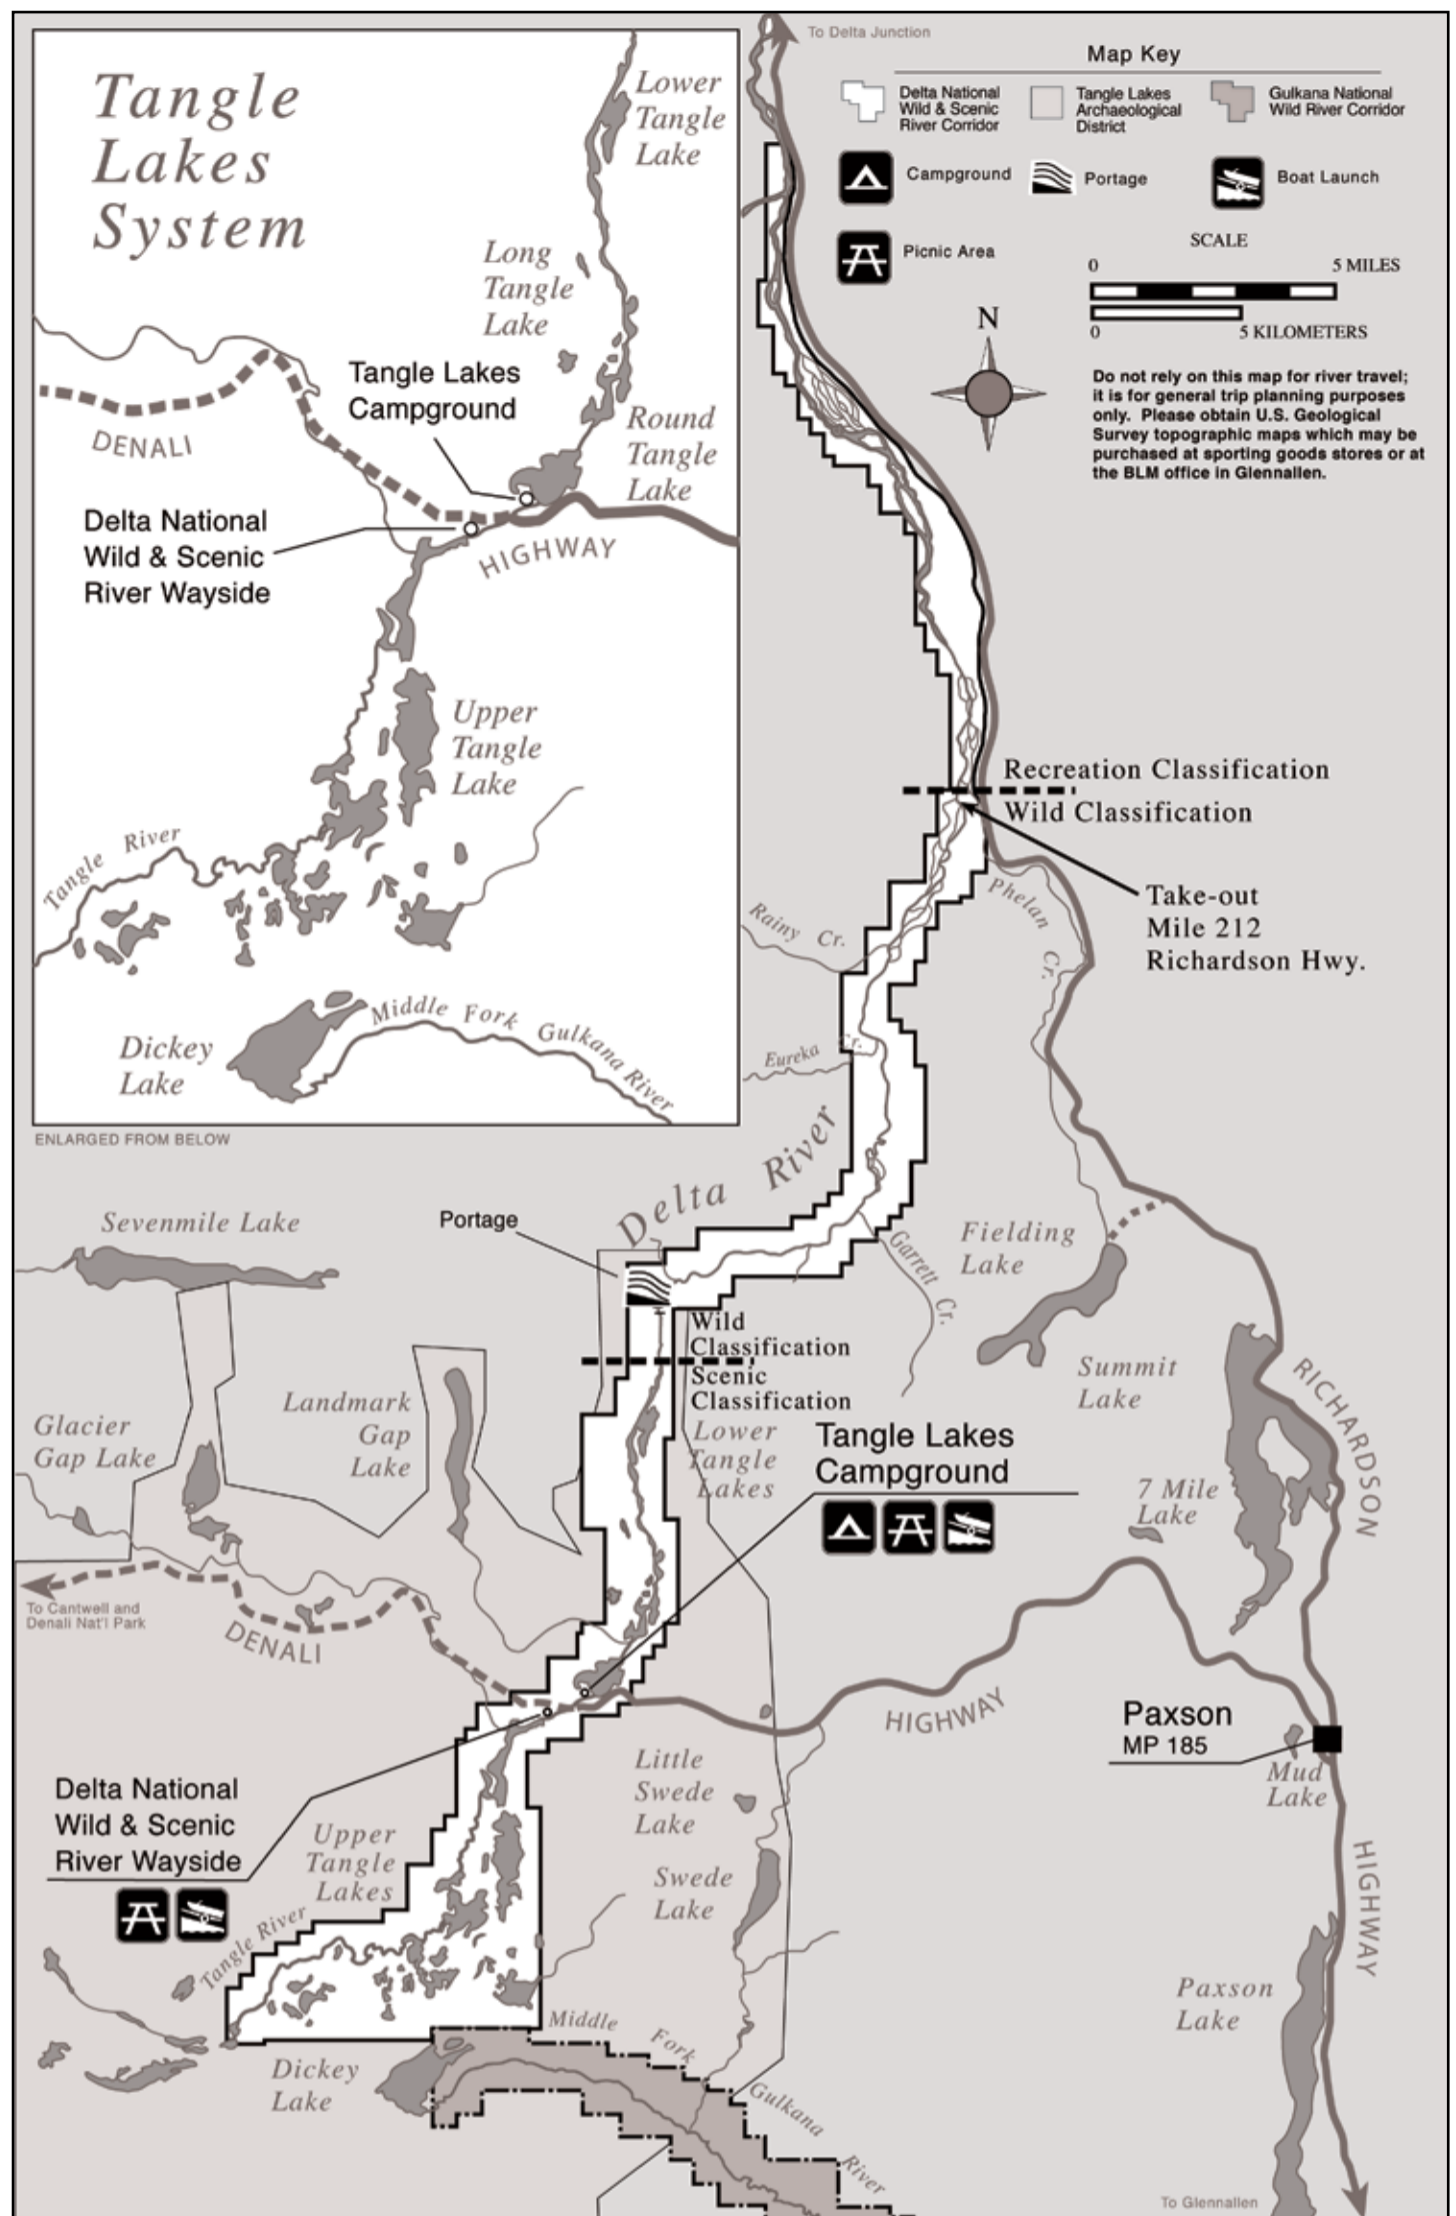 To Delta Junction
Map Key
Delta National
Wild & Scenic
River Corridor
Tangle Lakes
Archaeological
District
Gulkana National
Wild River Corridor
Campground
Portage
Boat Launch
Picnic Area
SCALE
0 5 MILES
0 5 KILOMETERS
N
Do not rely on this map for river travel;
it is for general trip planning purposes
only. Please obtain U.S. Geological
Survey topographic maps which may be
purchased at sporting goods stores or at
the BLM office in Glennallen.
Tangle
Lakes
System
Lower
Tangle
Lake
Long
Tangle
Lake
Tangle Lakes
Campground
Round
Tangle
Lake
DENALI
HIGHWAY
Delta National
Wild & Scenic
River Wayside
Upper
Tangle
Lake
Tangle River
Dickey
Lake
Middle Fork Gulkana River
ENLARGED FROM BELOW
Recreation Classification
Wild Classification
Take-out
Mile 212
Richardson Hwy.
Phelan Cr.
Rainy Cr.
Eureka Cr.
Delta River
Portage
Garrett Cr.
Fielding
Lake
Sevenmile Lake
Wild
Classification
Scenic
Classification
Lower
Tangle
Lakes
Summit
Lake
Glacier
Gap Lake
Landmark
Gap
Lake
Tangle Lakes
Campground
7 Mile
Lake
RICHARDSON
HIGHWAY
To Cantwell and
Denali Nat'l Park
DENALI
HIGHWAY
Paxson
MP 185
Mud
Lake
Delta National
Wild & Scenic
River Wayside
Upper
Tangle
Lakes
Little
Swede
Lake
Swede
Lake
Tangle River
Paxson
Lake
Dickey
Lake
Middle Fork Gulkana River
To Glennallen